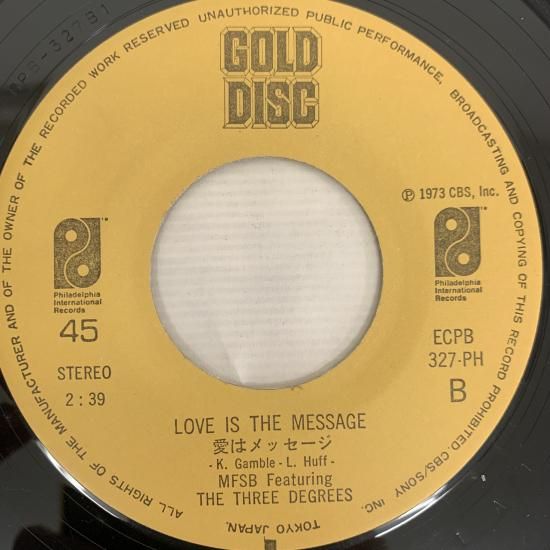 GOLD
DISC
ALL RIGHTS OF THE MANUFACTURER AND OF THE OWNER OF THE RECORDED WORK RESERVED UNAUTHORIZED PUBLIC PERFORMANCE, BROADCASTING AND COPYING OF THIS RECORD PROHIBITED-CBS/SONY INC.
TOKYO JAPAN.
℗ 1973 CBS, Inc.
TM
Philadelphia
International
Records
TM
Philadelphia
International
Records
45
STEREO
2:39
ECPB
327-PH
B
LOVE IS THE MESSAGE
愛はメッセージ
- K. Gamble - L. Huff -
MFSB Featuring
THE THREE DEGREES